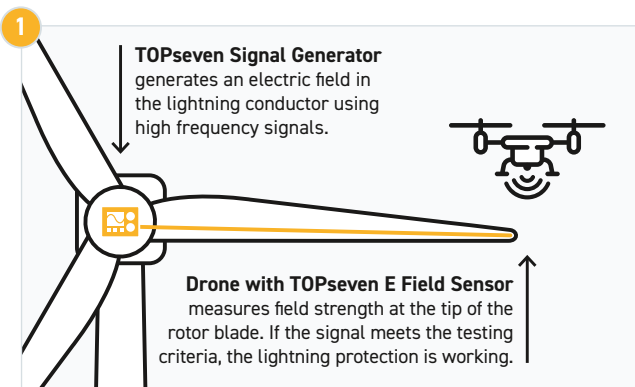 1
TOPseven Signal Generator
generates an electric field in
the lightning conductor using
high frequency signals.
Drone with TOPseven E Field Sensor
measures field strength at the tip of the
rotor blade. If the signal meets the testing
criteria, the lightning protection is working.